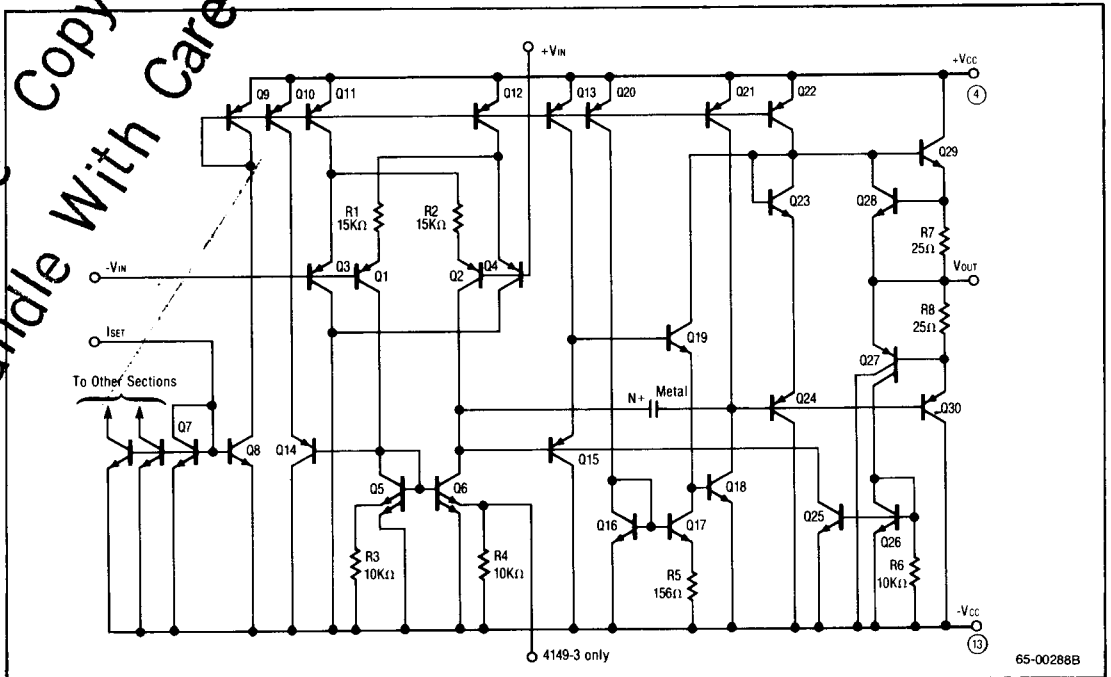 Copy
Handle With Care
+VIN
+VCC
4
Q9
Q10
Q11
Q12
Q13
Q20
Q21
Q22
Q29
Q23
Q28
R1
15KΩ
R2
15KΩ
R7
25Ω
-VIN
Q3
Q1
Q2
Q4
VOUT
R8
25Ω
ISET
Q19
Q27
To Other Sections
N+
Metal
Q24
Q30
Q7
Q8
Q14
Q15
Q5
Q6
Q18
Q16
Q17
Q25
Q26
R3
10KΩ
R4
10KΩ
R5
156Ω
R6
10KΩ
-VCC
13
4149-3 only
65-00288B